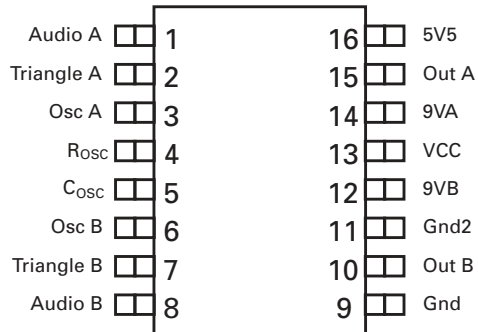 Audio A 1 16 5V5
Triangle A 2 15 Out A
Osc A 3 14 9VA
ROSC 4 13 VCC
COSC 5 12 9VB
Osc B 6 11 Gnd2
Triangle B 7 10 Out B
Audio B 8 9 Gnd